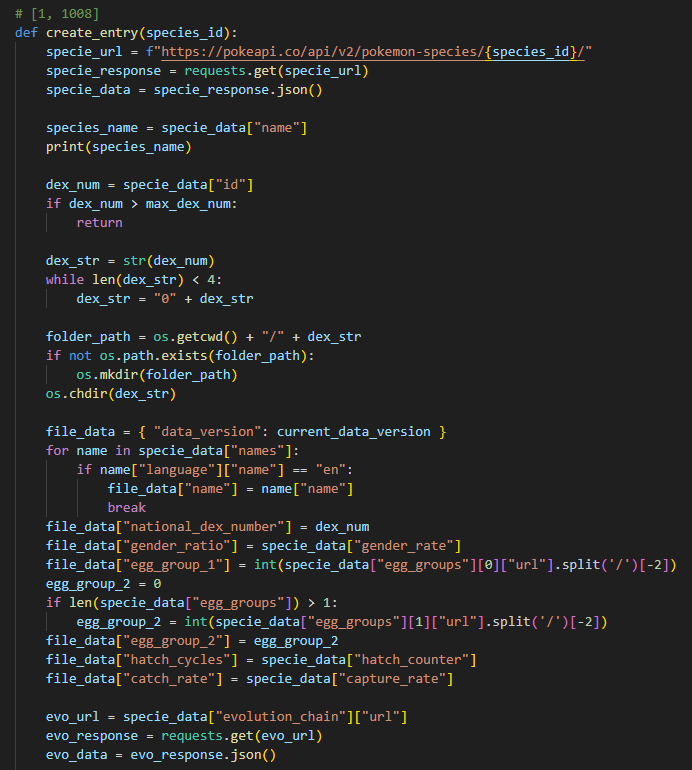 # [1, 1008]
def create_entry(species_id):
    specie_url = f"https://pokeapi.co/api/v2/pokemon-species/{species_id}/"
    specie_response = requests.get(specie_url)
    specie_data = specie_response.json()

    species_name = specie_data["name"]
    print(species_name)

    dex_num = specie_data["id"]
    if dex_num > max_dex_num:
        return

    dex_str = str(dex_num)
    while len(dex_str) < 4:
        dex_str = "0" + dex_str

    folder_path = os.getcwd() + "/" + dex_str
    if not os.path.exists(folder_path):
        os.mkdir(folder_path)
    os.chdir(dex_str)

    file_data = { "data_version": current_data_version }
    for name in specie_data["names"]:
        if name["language"]["name"] == "en":
            file_data["name"] = name["name"]
            break
    file_data["national_dex_number"] = dex_num
    file_data["gender_ratio"] = specie_data["gender_rate"]
    file_data["egg_group_1"] = int(specie_data["egg_groups"][0]["url"].split('/')[-2])
    egg_group_2 = 0
    if len(specie_data["egg_groups"]) > 1:
        egg_group_2 = int(specie_data["egg_groups"][1]["url"].split('/')[-2])
    file_data["egg_group_2"] = egg_group_2
    file_data["hatch_cycles"] = specie_data["hatch_counter"]
    file_data["catch_rate"] = specie_data["capture_rate"]

    evo_url = specie_data["evolution_chain"]["url"]
    evo_response = requests.get(evo_url)
    evo_data = evo_response.json()